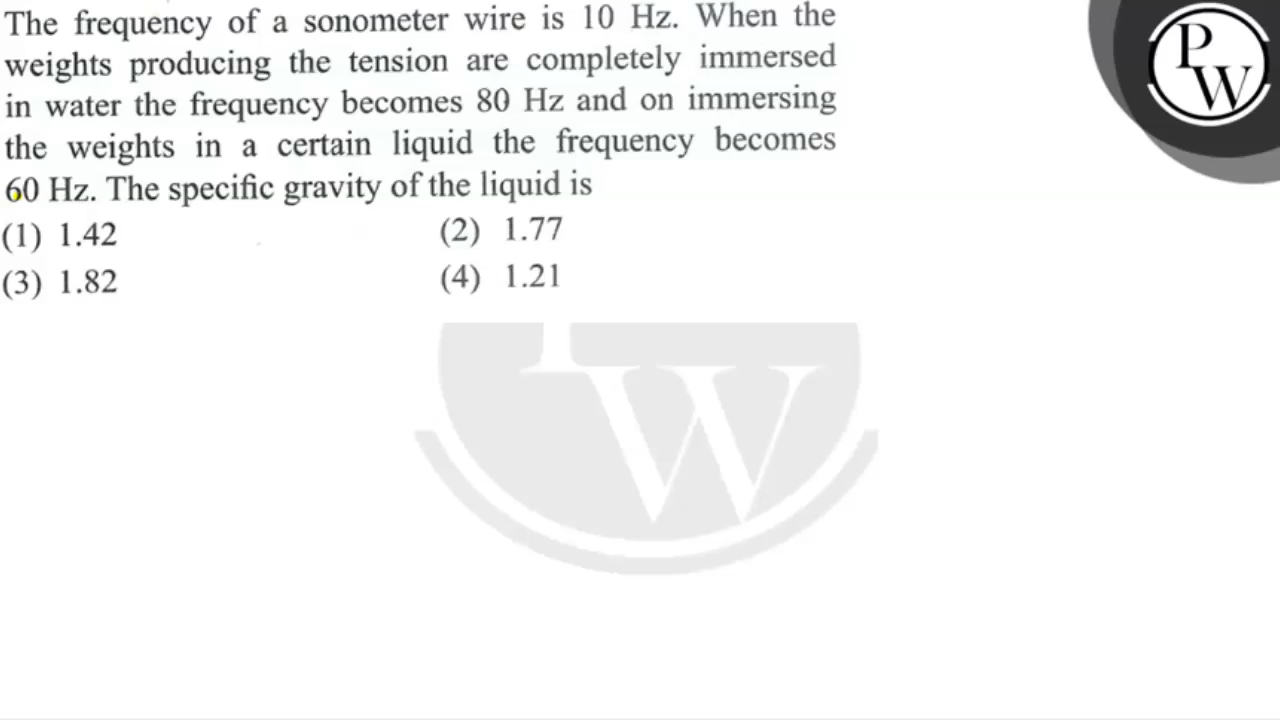 The frequency of a sonometer wire is 10 Hz. When the
weights producing the tension are completely immersed
in water the frequency becomes 80 Hz and on immersing
the weights in a certain liquid the frequency becomes
60 Hz. The specific gravity of the liquid is
(1) 1.42 (2) 1.77
(3) 1.82 (4) 1.21
P
W
W